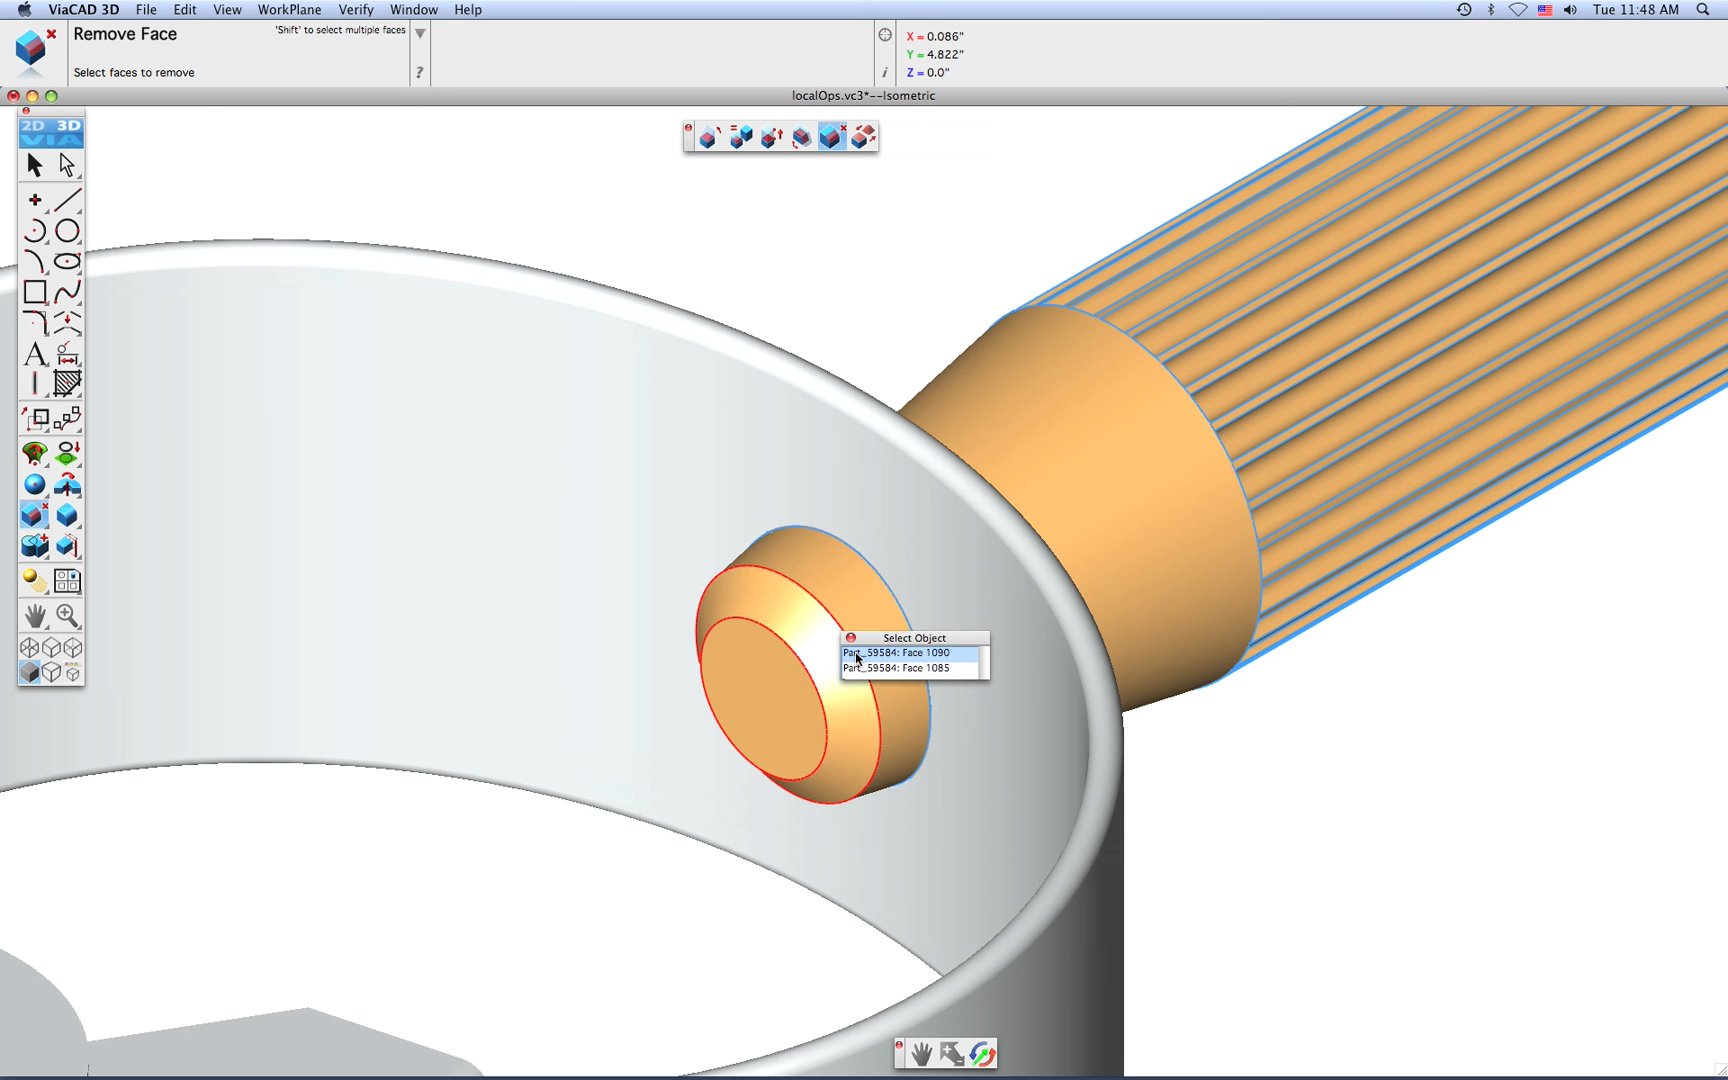 ViaCAD 3D File Edit View WorkPlane Verify Window Help Tue 11:48 AM
Remove Face
'Shift' to select multiple faces
Select faces to remove
?
i
X = 0.086"
Y = 4.822"
Z = 0.0"
localOps.vc3*--Isometric
2D 3D
VIA
A
Select Object
Part_59584: Face 1090
Part_59584: Face 1085